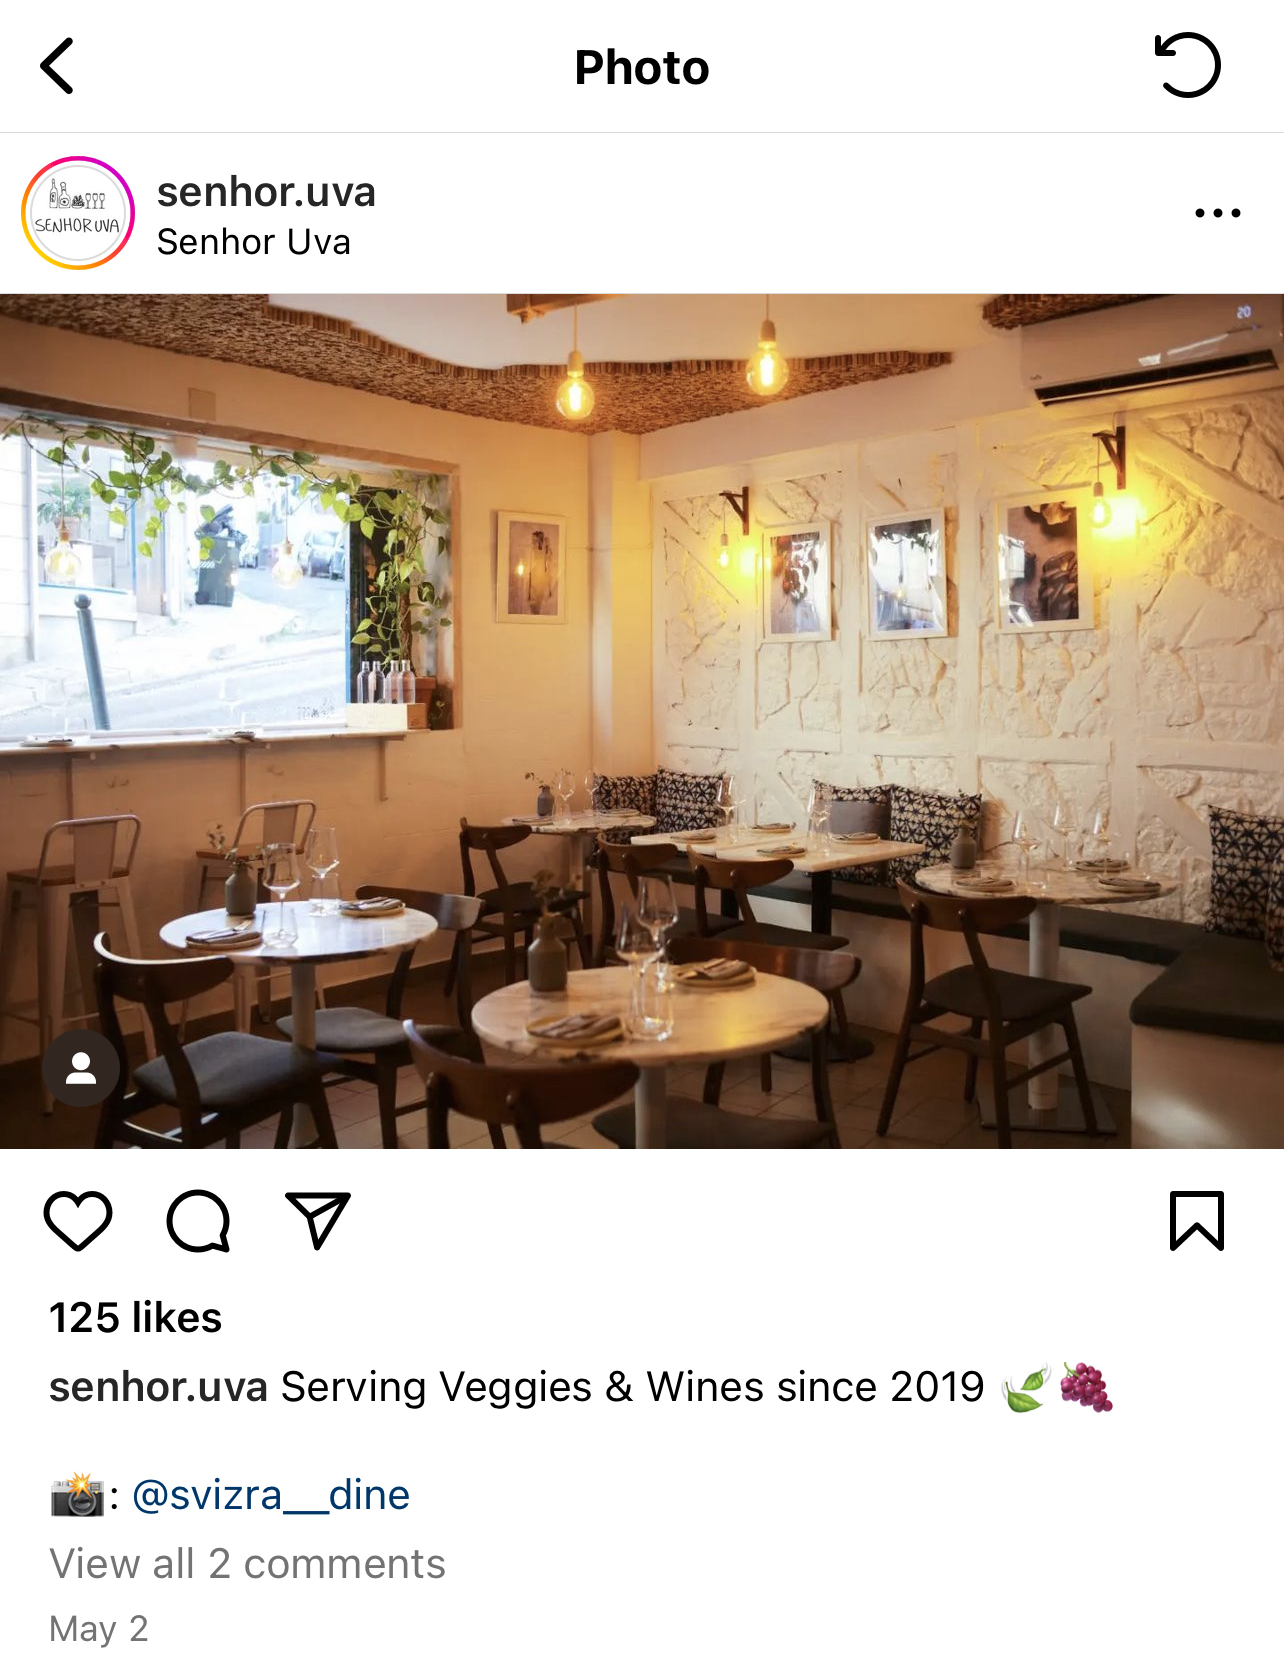 Photo
SENHOR UVA
senhor.uva
Senhor Uva
20
125 likes
senhor.uva Serving Veggies & Wines since 2019 🍃🍇
📸: @svizra__dine
View all 2 comments
May 2